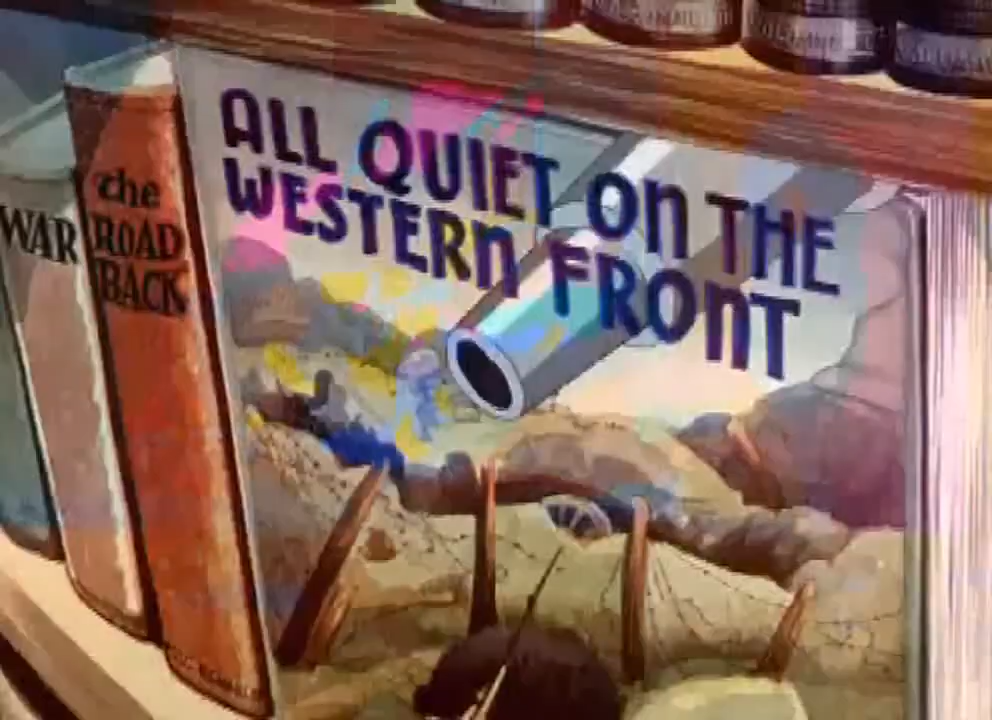 ALL QUIET ON THE
WESTERN FRONT
the
ROAD
BACK
WAR